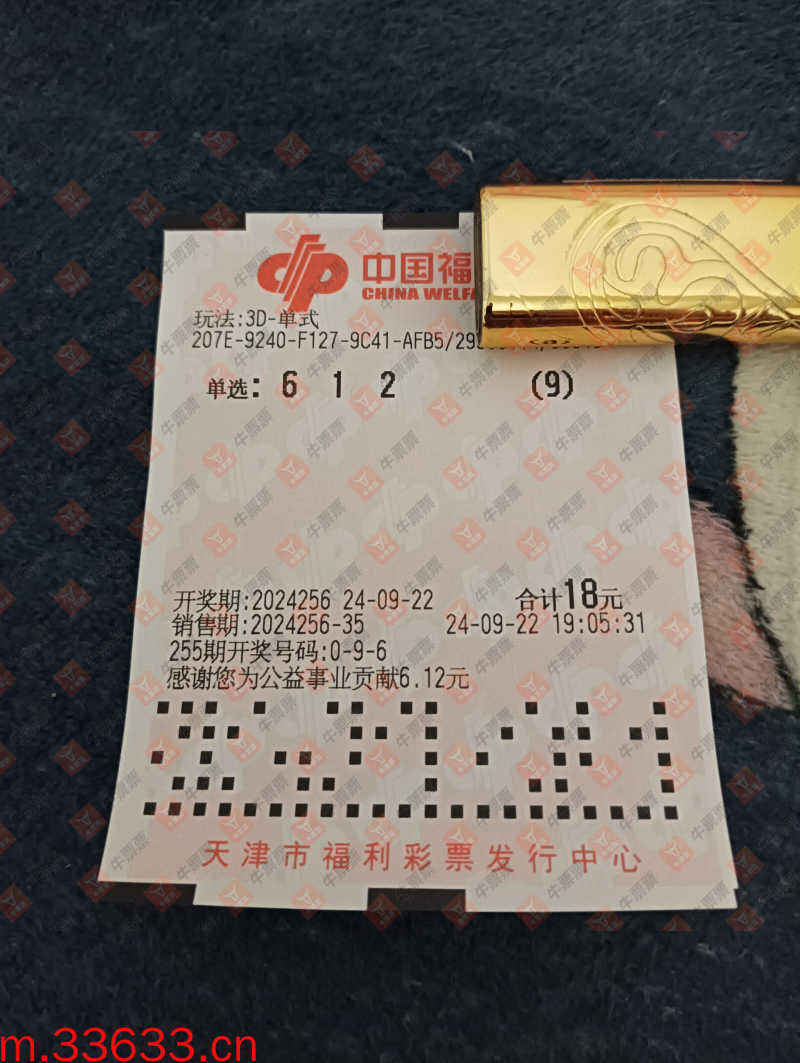 中国福
CHINA WELFA
玩法:3D-单式
207E-9240-F127-9C41-AFB5/29
单选: 6 1 2 (9)
开奖期:2024256 24-09-22 合计18元
销售期:2024256-35 24-09-22 19:05:31
255期开奖号码:0-9-6
感谢您为公益事业贡献6.12元
天津市福利彩票发行中心
牛票票
m.33633.cn